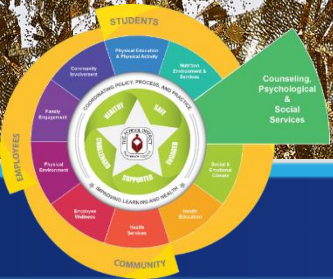 STUDENTS
Physical Education
& Physical Activity
Nutrition
Environment &
Services
Counseling,
Psychological
&
Social
Services
Social &
Emotional
Climate
Health
Education
Health
Services
Employee
Wellness
Physical
Environment
Family
Engagement
Community
Involvement
EMPLOYEES
COMMUNITY
COORDINATING POLICY, PROCESS, AND PRACTICE
IMPROVING LEARNING AND HEALTH
HEALTHY
SAFE
ENGAGED
SUPPORTED
CHALLENGED